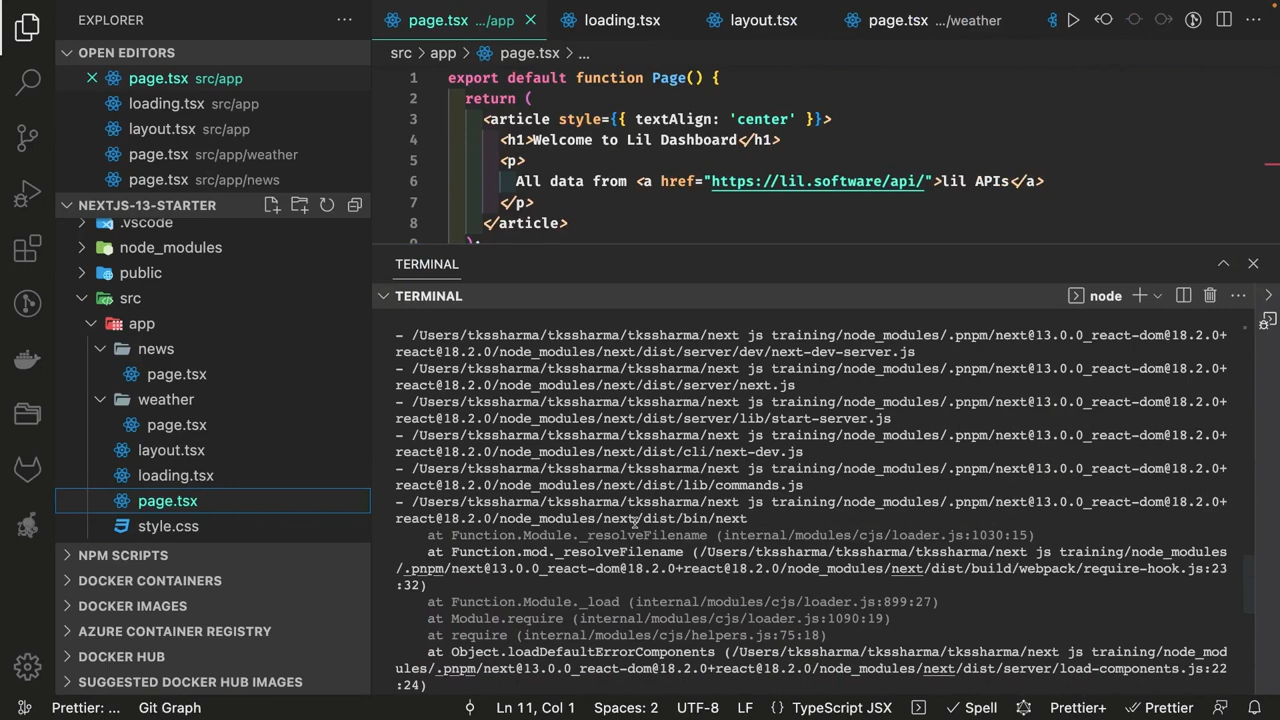 EXPLORER
OPEN EDITORS
page.tsx src/app
loading.tsx src/app
layout.tsx src/app
page.tsx src/app/weather
page.tsx src/app/news
NEXTJS-13-STARTER
.vscode
node_modules
public
src
app
news
page.tsx
weather
page.tsx
layout.tsx
loading.tsx
page.tsx
style.css
NPM SCRIPTS
DOCKER CONTAINERS
DOCKER IMAGES
AZURE CONTAINER REGISTRY
DOCKER HUB
SUGGESTED DOCKER HUB IMAGES
page.tsx .../app
loading.tsx
layout.tsx
page.tsx .../weather
src > app > page.tsx > ...
1 export default function Page() {
2 return (
3 <article style={{ textAlign: 'center' }}>
4 <h1>Welcome to Lil Dashboard</h1>
5 <p>
6 All data from <a href="https://lil.software/api/">lil APIs</a>
7 </p>
8 </article>
9 );
TERMINAL
TERMINAL
node
- /Users/tkssharma/tkssharma/tkssharma/next js training/node_modules/.pnpm/next@13.0.0_react-dom@18.2.0+
react@18.2.0/node_modules/next/dist/server/dev/next-dev-server.js
- /Users/tkssharma/tkssharma/tkssharma/next js training/node_modules/.pnpm/next@13.0.0_react-dom@18.2.0+
react@18.2.0/node_modules/next/dist/server/next.js
- /Users/tkssharma/tkssharma/tkssharma/next js training/node_modules/.pnpm/next@13.0.0_react-dom@18.2.0+
react@18.2.0/node_modules/next/dist/server/lib/start-server.js
- /Users/tkssharma/tkssharma/tkssharma/next js training/node_modules/.pnpm/next@13.0.0_react-dom@18.2.0+
react@18.2.0/node_modules/next/dist/cli/next-dev.js
- /Users/tkssharma/tkssharma/tkssharma/next js training/node_modules/.pnpm/next@13.0.0_react-dom@18.2.0+
react@18.2.0/node_modules/next/dist/lib/commands.js
- /Users/tkssharma/tkssharma/tkssharma/next js training/node_modules/.pnpm/next@13.0.0_react-dom@18.2.0+
react@18.2.0/node_modules/next/dist/bin/next
at Function.Module._resolveFilename (internal/modules/cjs/loader.js:1030:15)
at Function.mod._resolveFilename (/Users/tkssharma/tkssharma/tkssharma/next js training/node_modules
/.pnpm/next@13.0.0_react-dom@18.2.0+react@18.2.0/node_modules/next/dist/build/webpack/require-hook.js:23
:32)
at Function.Module._load (internal/modules/cjs/loader.js:899:27)
at Module.require (internal/modules/cjs/loader.js:1090:19)
at require (internal/modules/cjs/helpers.js:75:18)
at Object.loadDefaultErrorComponents (/Users/tkssharma/tkssharma/tkssharma/next js training/node_mod
ules/.pnpm/next@13.0.0_react-dom@18.2.0+react@18.2.0/node_modules/next/dist/server/load-components.js:22
:24)
Prettier: ... Git Graph Ln 11, Col 1 Spaces: 2 UTF-8 LF {} TypeScript JSX Spell Prettier+ Prettier